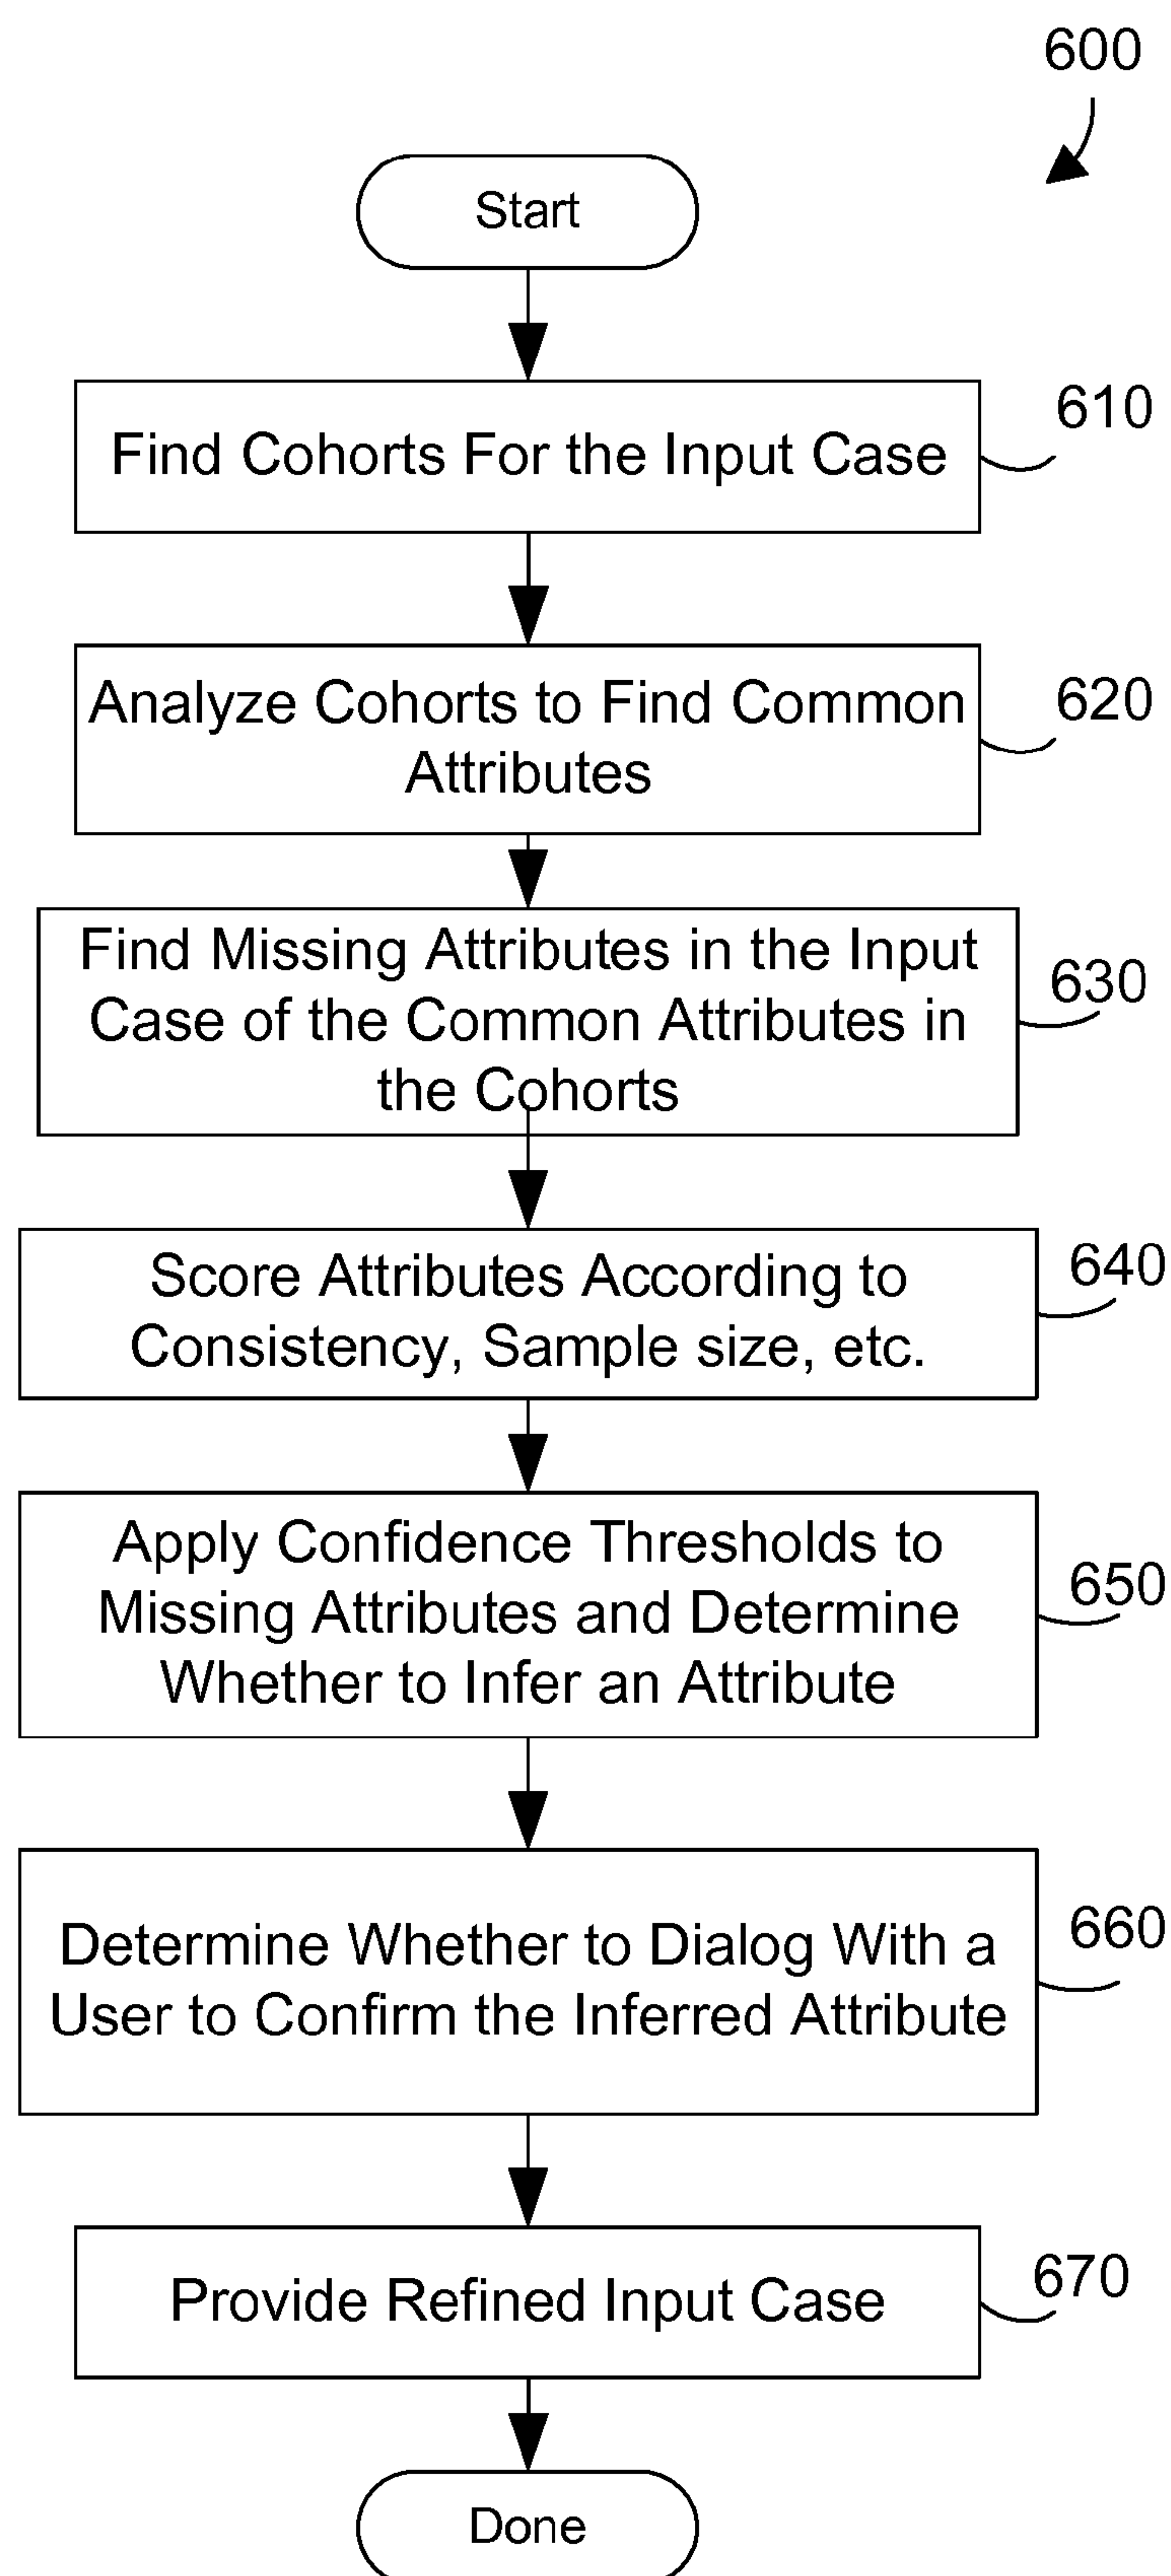 600
Start
Find Cohorts For the Input Case
610
Analyze Cohorts to Find Common
Attributes
620
Find Missing Attributes in the Input
Case of the Common Attributes in
the Cohorts
630
Score Attributes According to
Consistency, Sample size, etc.
640
Apply Confidence Thresholds to
Missing Attributes and Determine
Whether to Infer an Attribute
650
Determine Whether to Dialog With a
User to Confirm the Inferred Attribute
660
Provide Refined Input Case
670
Done